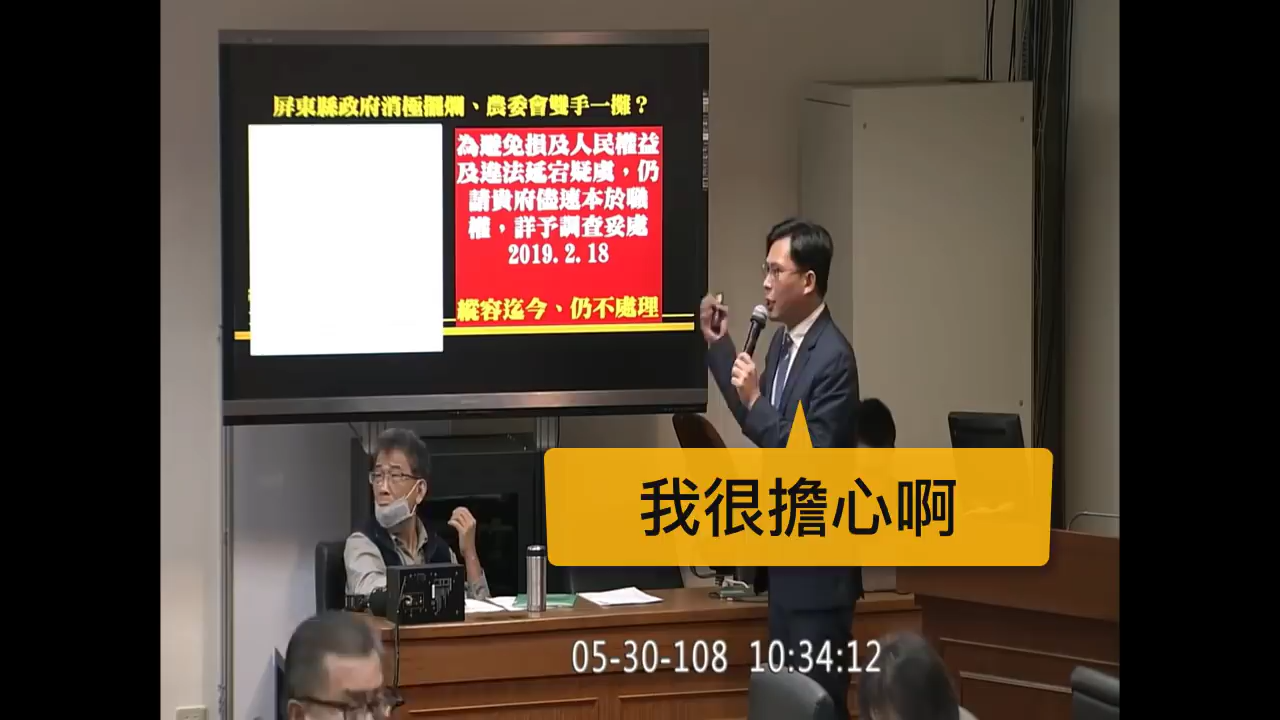 屏東縣政府消極擺爛、農委會雙手一攤？
為避免損及人民權益
及違法延宕疑虞，仍
請貴府儘速本於職
權，詳予調查妥處
2019.2.18
縱容迄今、仍不處理
我很擔心啊
05-30-108 10:34:12